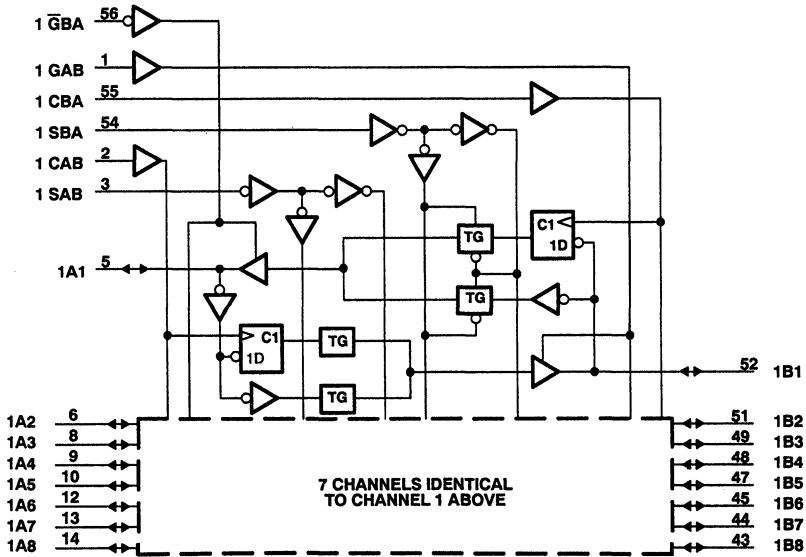 1 G̅BA 56
1 GAB 1
1 CBA 55
1 SBA 54
1 CAB 2
1 SAB 3
TG
C1
1D
1A1 5
TG
C1
1D
TG
52 1B1
TG
1A2 6
51 1B2
1A3 8
49 1B3
1A4 9
48 1B4
1A5 10
47 1B5
7 CHANNELS IDENTICAL
TO CHANNEL 1 ABOVE
1A6 12
45 1B6
1A7 13
44 1B7
1A8 14
43 1B8